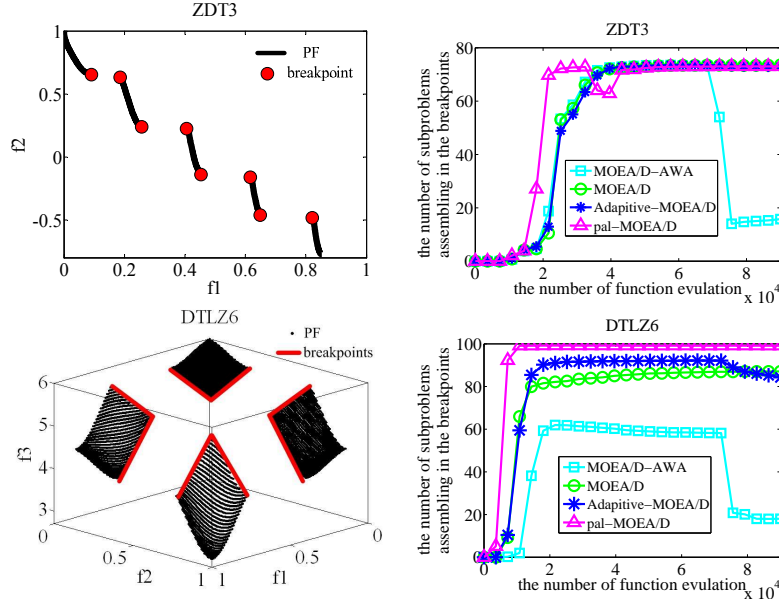 ZDT3
1
0.5
0
-0.5
0
0.2
0.4
0.6
0.8
1
f2
f1
PF
breakpoint
ZDT3
80
60
40
20
0
0
2
4
6
8
x 10^4
the number of subproblems
assembling in the breakpoints
the number of function evulation
MOEA/D-AWA
MOEA/D
Adapitive-MOEA/D
pal-MOEA/D
DTLZ6
PF
breakpoints
6
5
4
3
0
0.5
1
1
0.5
0
f3
f2
f1
DTLZ6
100
80
60
40
20
0
0
2
4
6
8
x 10^4
the number of subproblems
assembling in the breakpoints
the number of function evulation
MOEA/D-AWA
MOEA/D
Adaptive-MOEA/D
pal-MOEA/D